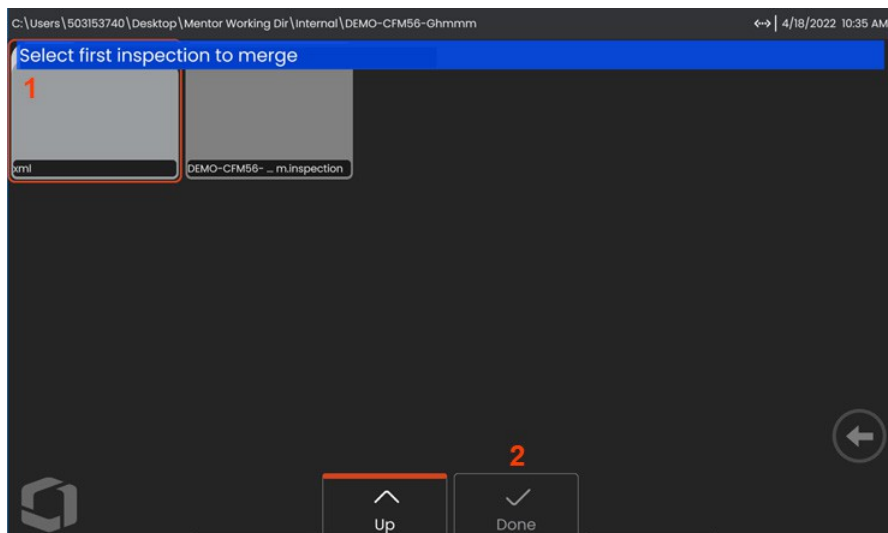 C:\Users\503153740\Desktop\Mentor Working Dir\Internal\DEMO-CFM56-Ghmmm 4/18/2022 10:35 AM
Select first inspection to merge
1
xml DEMO-CFM56- ... m.inspection
2
Up Done